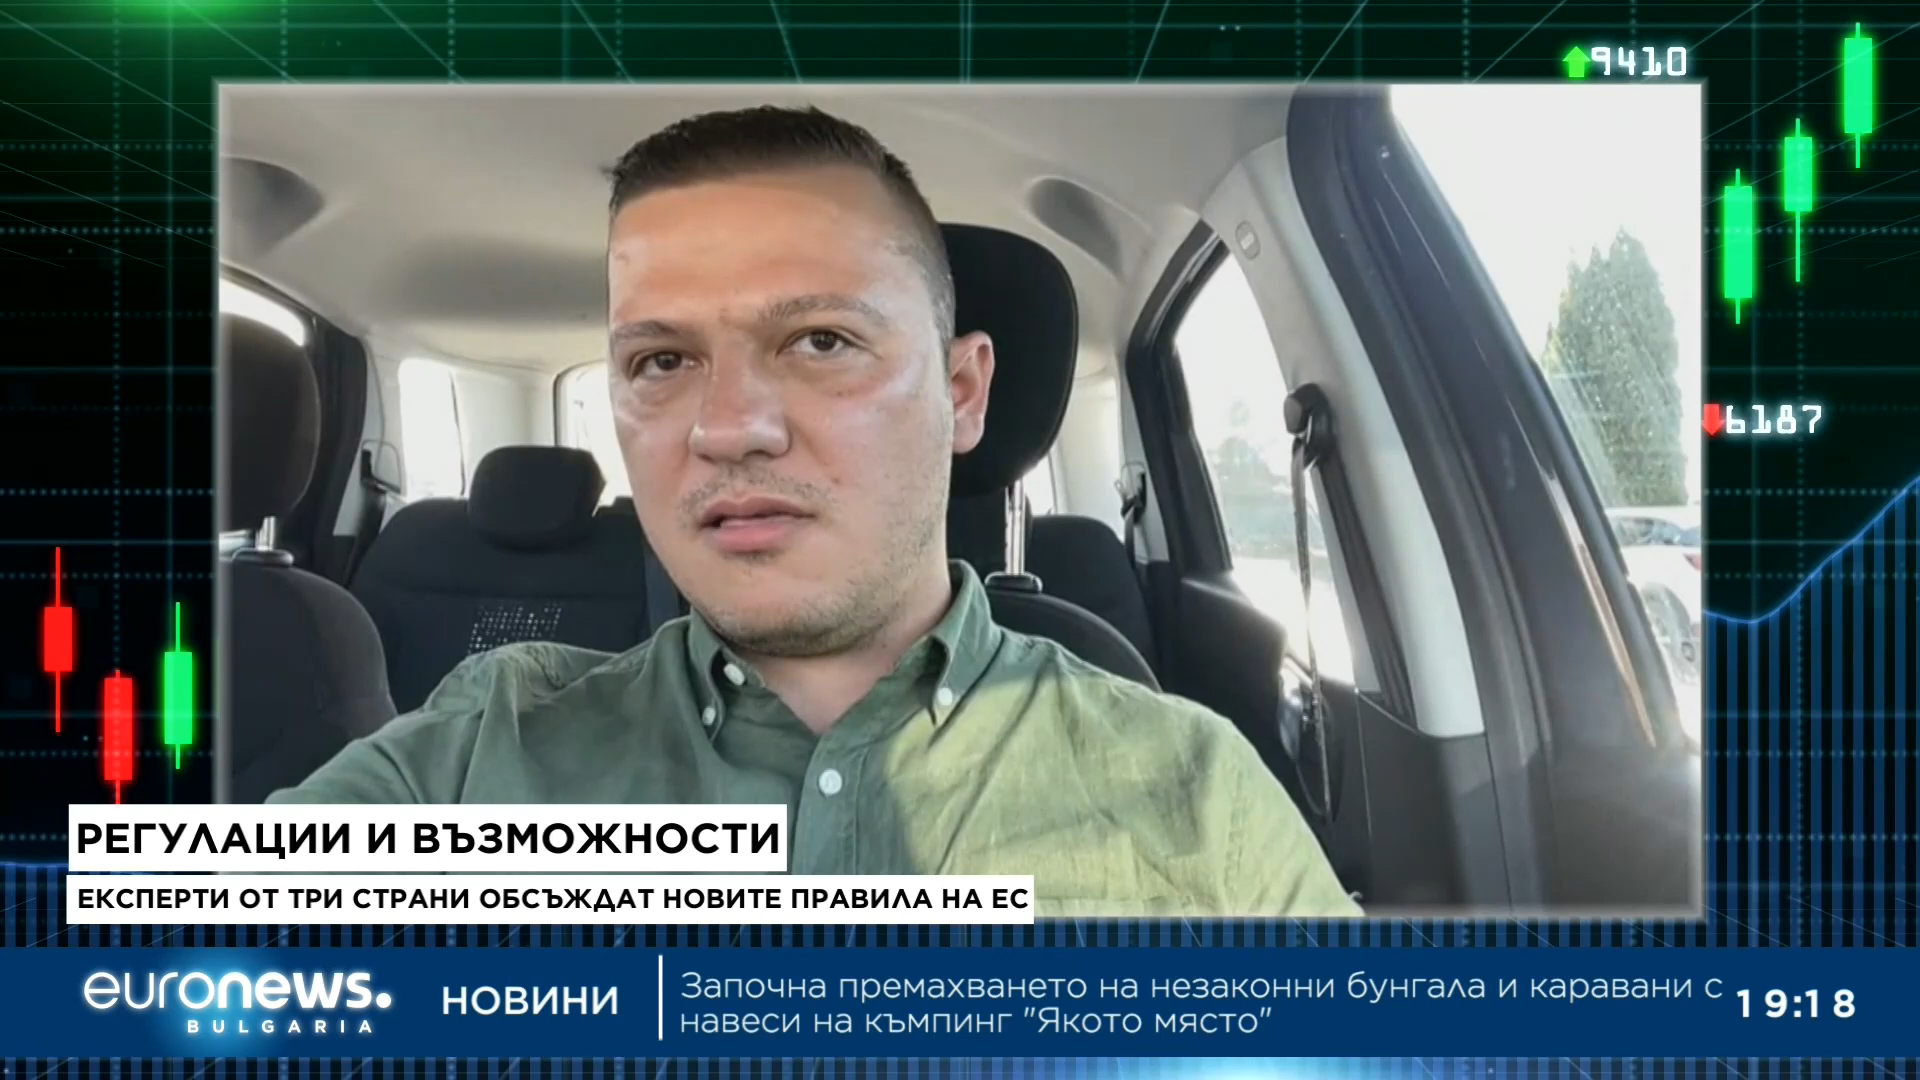 9410
6187
РЕГУЛАЦИИ И ВЪЗМОЖНОСТИ
ЕКСПЕРТИ ОТ ТРИ СТРАНИ ОБСЪЖДАТ НОВИТЕ ПРАВИЛА НА ЕС
euronews.
BULGARIA
НОВИНИ
Започна премахването на незаконни бунгала и каравани с
навеси на къмпинг "Якото място"
19:18